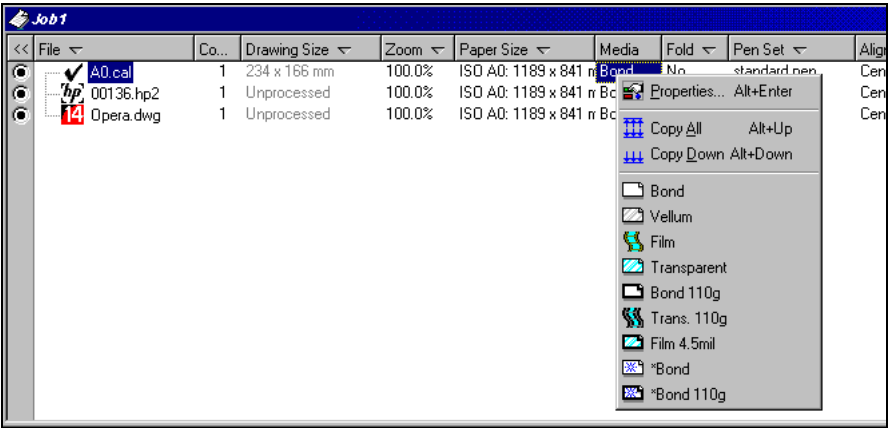 Job1
<< File Co... Drawing Size Zoom Paper Size Media Fold Pen Set Align
A0.cal 1 234 x 166 mm 100.0% ISO A0: 1189 x 841 m Bond No standard pen Cen
hp 00136.hp2 1 Unprocessed 100.0% ISO A0: 1189 x 841 m Bo Cen
14 Opera.dwg 1 Unprocessed 100.0% ISO A0: 1189 x 841 m Bo Cen
Properties... Alt+Enter
Copy All Alt+Up
Copy Down Alt+Down
Bond
Vellum
Film
Transparent
Bond 110g
Trans. 110g
Film 4.5mil
*Bond
*Bond 110g